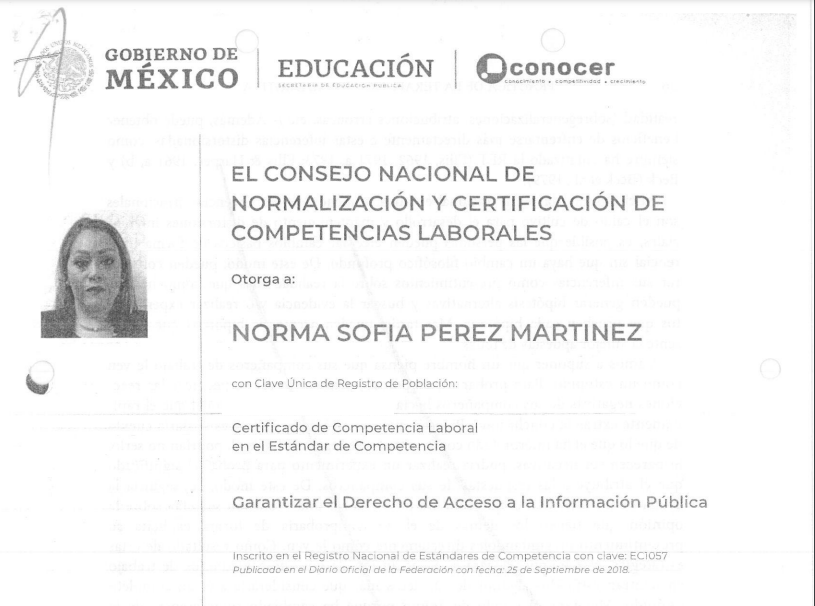 GOBIERNO DE
MÉXICO
EDUCACIÓN
SECRETARÍA DE EDUCACIÓN PÚBLICA
conocer
conocimiento • competitividad • crecimiento
EL CONSEJO NACIONAL DE
NORMALIZACIÓN Y CERTIFICACIÓN DE
COMPETENCIAS LABORALES
Otorga a:
NORMA SOFIA PEREZ MARTINEZ
con Clave Única de Registro de Población:
Certificado de Competencia Laboral
en el Estándar de Competencia
Garantizar el Derecho de Acceso a la Información Pública
Inscrito en el Registro Nacional de Estándares de Competencia con clave: EC1057
Publicado en el Diario Oficial de la Federación con fecha: 25 de Septiembre de 2018.